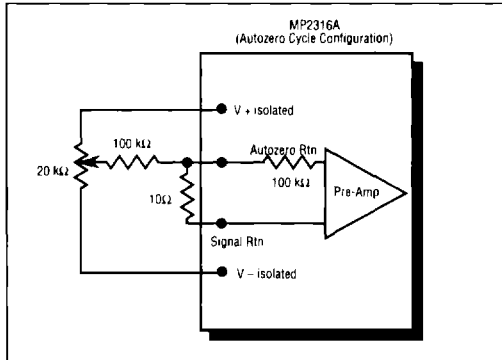 MP2316A
(Autozero Cycle Configuration)
V + isolated
100 kΩ
Autozero Rtn
20 kΩ
100 kΩ
10Ω
Pre-Amp
Signal Rtn
V – isolated